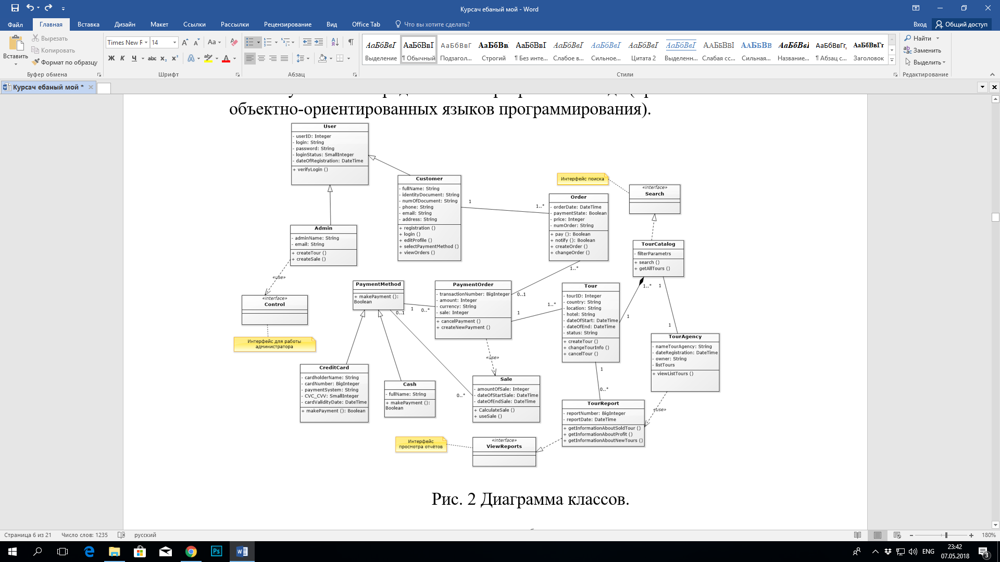 Курсач ебаный мой - Word
Файл
Главная
Вставка
Дизайн
Макет
Ссылки
Рассылки
Рецензирование
Вид
Office Tab
Что вы хотите сделать?
Вход
Общий доступ
Вставить
Вырезать
Копировать
Формат по образцу
Буфер обмена
Times New R
14
Aa
Ж К Ч abc x₂ x²
Шрифт
Абзац
АаБбВвГ АаБбВвГ АаБбВвГ АаБбВв АаБбВвГ АаБбВвГ АаБбВвГ АаБбВвГ АаБбВвГ ААББВВГ ААББВВ АаБбВвГ АаБбВвГг, АаБбВвГг
Выделение
¶ Обычный
Подзагол...
Строгий
¶ Без инте...
Слабое в...
Сильное...
Цитата 2
Выделенн...
Слабая сс...
Сильная...
Название...
¶ Абзац с...
Заголовок
Стили
Найти
Заменить
Выделить
Редактирование
Курсач ебаный мой *
объектно-ориентированных языков программирования).
User
- userID: Integer
- login: String
- password: String
- loginStatus: SmallInteger
- dateOfRegistration: DateTime
+ verifyLogin ()
Customer
- fullName: String
- identityDocument: String
- numOfDocument: String
- phone: String
- email: String
- address: String
+ registration ()
+ login ()
+ editProfile ()
+ selectPaymentMethod ()
+ viewOrders ()
1
1..*
Order
- orderDate: DateTime
- paymentState: Boolean
- price: Integer
- numOrder: String
+ pay (): Boolean
+ notify (): Boolean
+ createOrder ()
+ changeOrder ()
Интерфейс поиска
«interface»
Search
Admin
- adminName: String
- email: String
+ createTour ()
+ createSale ()
TourCatalog
- filterParametrs
+ search ()
+ getAllTours ()
«use»
«interface»
Control
Интерфейс для работы
администратора
PaymentMethod
+ makePayment ():
Boolean
0..1
1
0..*
PaymentOrder
- transactionNumber: BigInteger
- amount: Integer
- currency: String
- sale: Integer
+ cancelPayment ()
+ createNewPayment ()
1..*
0..1
1
1..*
Tour
- tourID: Integer
- country: String
- location: String
- hotel: String
- dateOfStart: DateTime
- dateOfEnd: DateTime
- status: String
+ createTour ()
+ changeTourInfo ()
+ cancelTour ()
1..*
1
1
1
TourAgency
- nameTourAgency: String
- dateRegistration: DateTime
- owner: String
- listTours
+ viewListTours ()
«use»
CreditCard
- cardholderName: String
- cardNumber: BigInteger
- paymentSystem: String
- CVC_CVV: SmallInteger
- cardValidityDate: DateTime
+ makePayment (): Boolean
Cash
- fullName: String
+ makePayment ():
Boolean
0..*
Sale
- amountOfSale: Integer
- dateOfStartSale: DateTime
- dateOfEndSale: DateTime
+ CalculateSale ()
+ useSale ()
1
0..*
TourReport
- reportNumber: BigInteger
- reportDate: DateTime
+ getInformationAboutSoldTour ()
+ getInformationAboutProfit ()
+ getInformationAboutNewTours ()
«use»
Интерфейс
просмотра отчётов
«interface»
ViewReports
Рис. 2 Диаграмма классов.
Страница 6 из 21
Число слов: 1235
русский
180%
Ps
ENG
23:42
07.05.2018
3